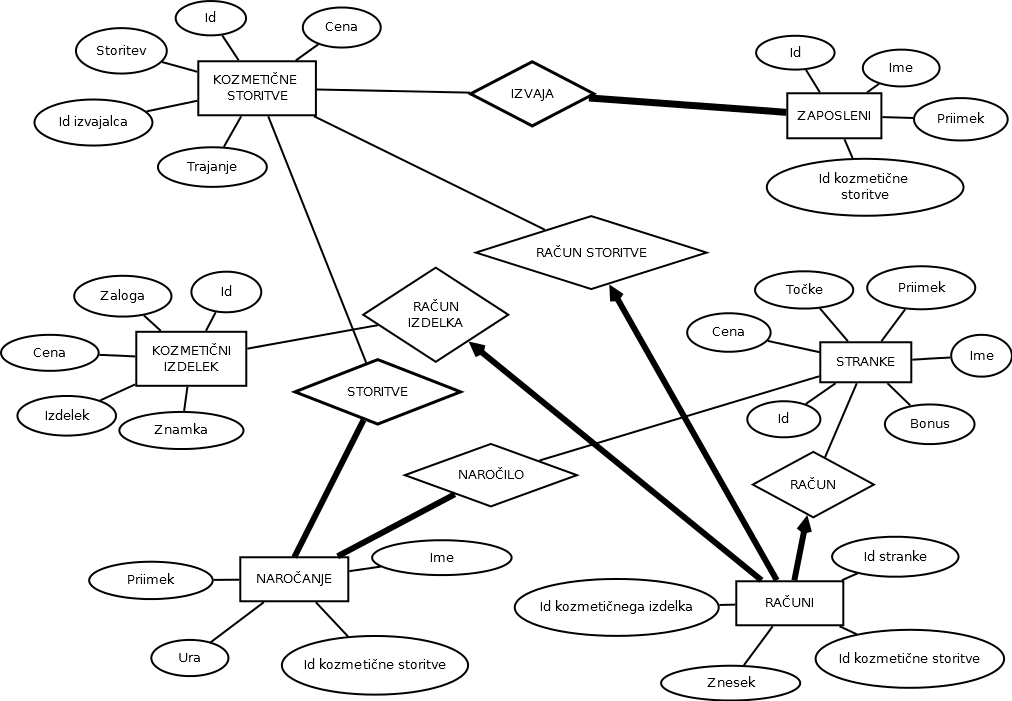 Id
Cena
Storitev
KOZMETIČNE
STORITVE
Id izvajalca
Trajanje
IZVAJA
Id
Ime
ZAPOSLENI
Priimek
Id kozmetične
storitve
RAČUN STORITVE
Zaloga
Id
Cena
KOZMETIČNI
IZDELEK
Izdelek
Znamka
RAČUN
IZDELKA
STORITVE
Točke
Priimek
Cena
STRANKE
Ime
Id
Bonus
NAROČILO
RAČUN
Priimek
NAROČANJE
Ime
Ura
Id kozmetične storitve
Id stranke
Id kozmetičnega izdelka
RAČUNI
Id kozmetične storitve
Znesek